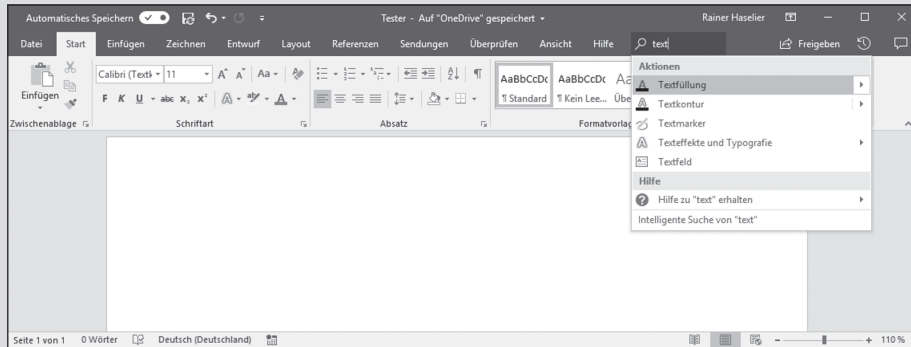 Automatisches Speichern Tester - Auf "OneDrive" gespeichert Rainer Haselier
Datei Start Einfügen Zeichnen Entwurf Layout Referenzen Sendungen Überprüfen Ansicht Hilfe text Freigeben
Einfügen
Calibri (Textk 11 A A Aa
F K U abc x₂ x² A aby A
AaBbCcDc AaBbCcDc Aa
¶ Standard ¶ Kein Lee... Übe
Zwischenablage Schriftart Absatz Formatvorlag
Aktionen
Textfüllung
Textkontur
Textmarker
Texteffekte und Typografie
Textfeld
Hilfe
Hilfe zu "text" erhalten
Intelligente Suche von "text"
Seite 1 von 1 0 Wörter Deutsch (Deutschland) 110 %